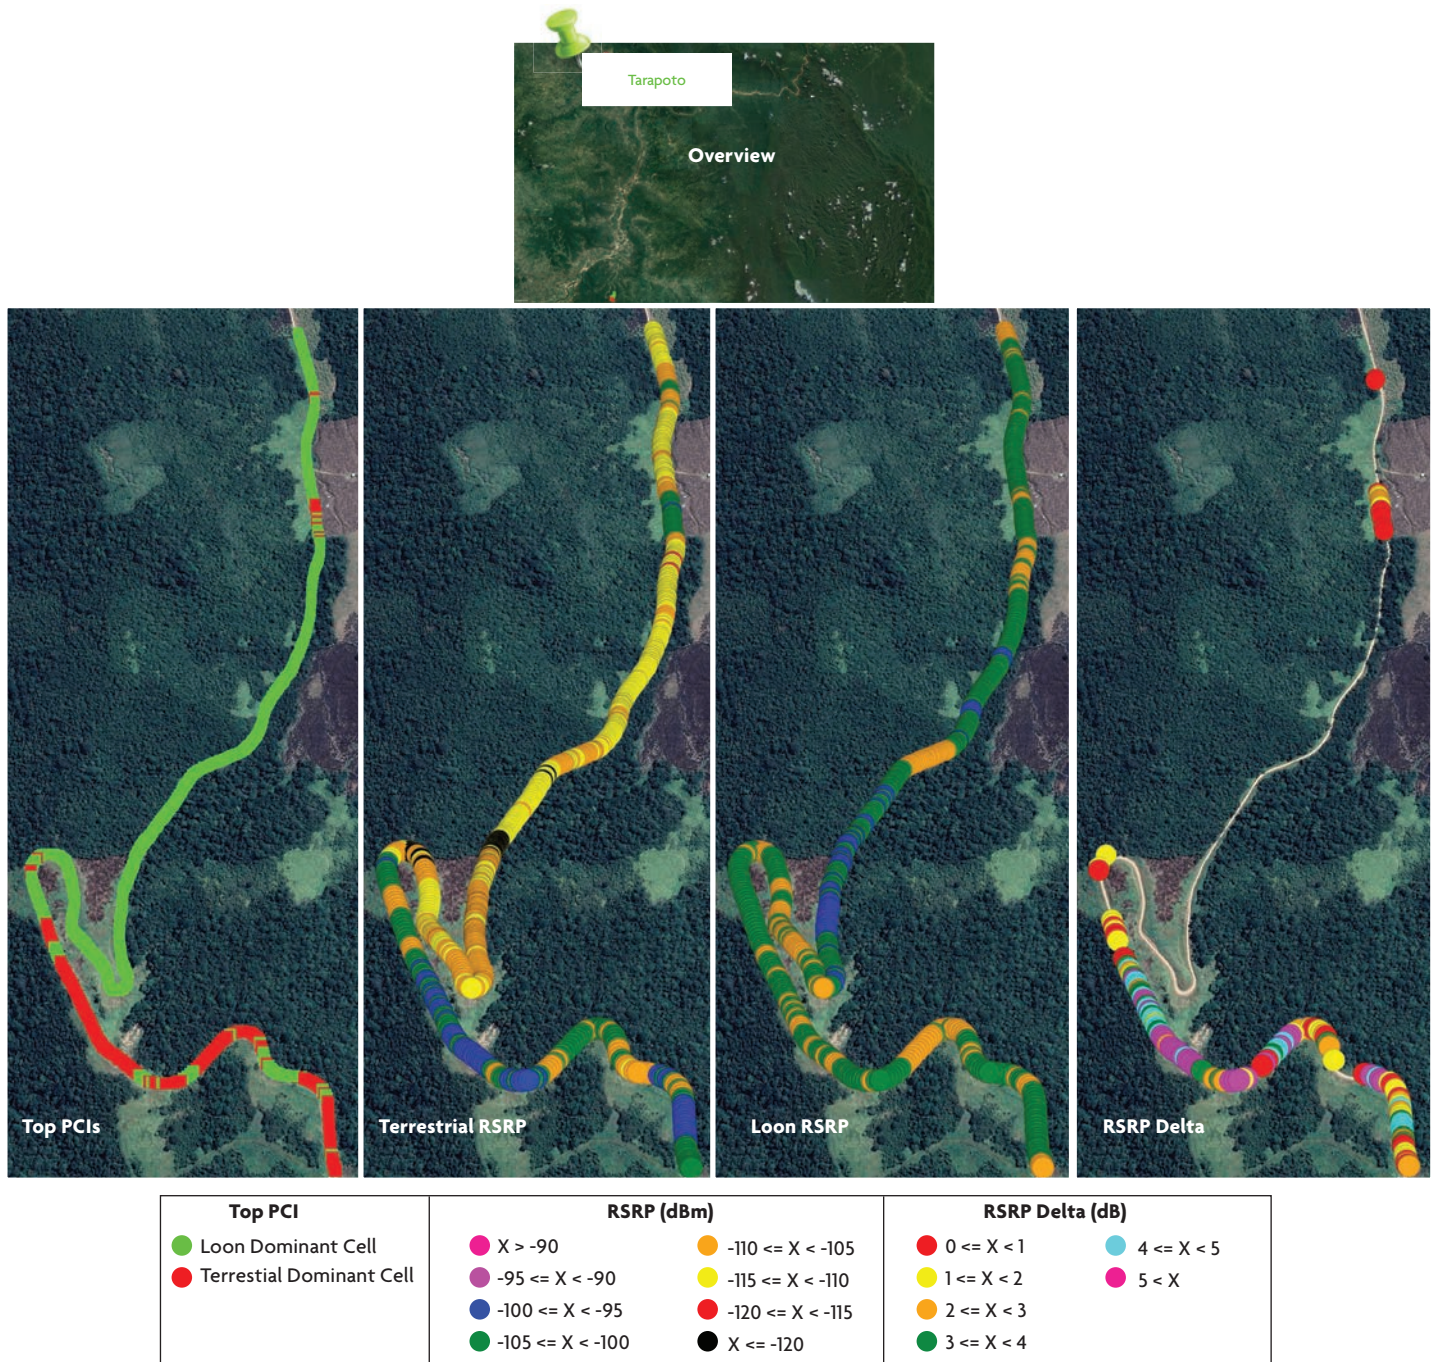 Tarapoto
Overview
Top PCIs
Terrestrial RSRP
Loon RSRP
RSRP Delta
Top PCI
Loon Dominant Cell
Terrestial Dominant Cell
RSRP (dBm)
X > -90
-95 <= X < -90
-100 <= X < -95
-105 <= X < -100
-110 <= X < -105
-115 <= X < -110
-120 <= X < -115
X <= -120
RSRP Delta (dB)
0 <= X < 1
1 <= X < 2
2 <= X < 3
3 <= X < 4
4 <= X < 5
5 < X